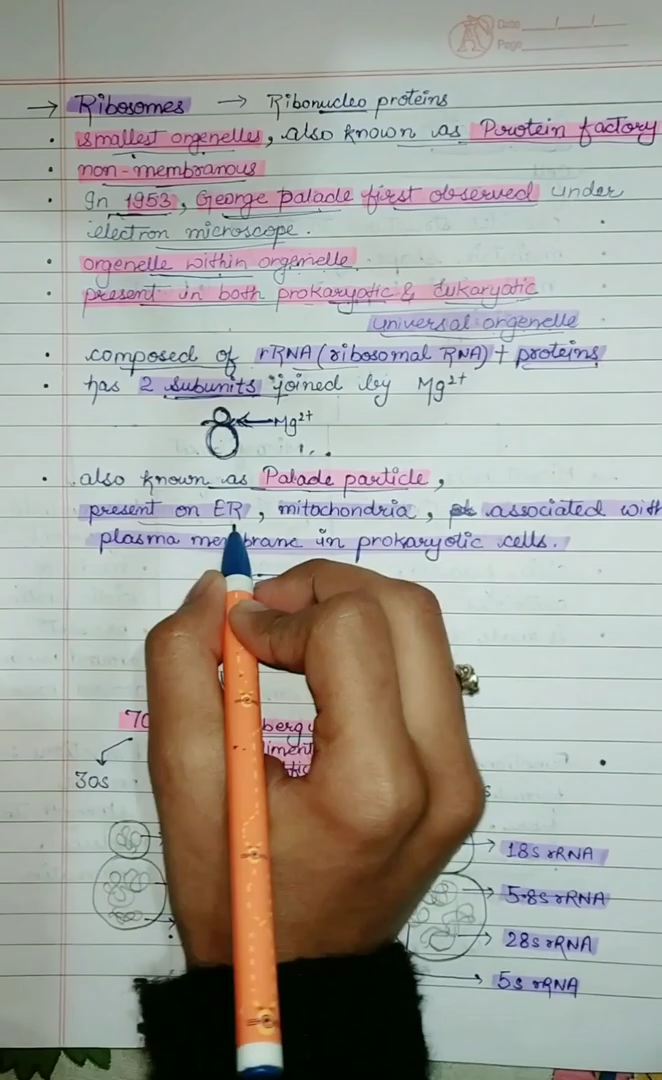 Date
Page
→ Ribosomes → Ribonucleo proteins
• smallest organelles, also known as Protein factory
• non-membranous
• In 1953, George Palade first observed under
electron microscope.
• organelle within organelle.
• present in both prokaryotic & Eukaryotic
universal organelle
• composed of rRNA (ribosomal RNA) + proteins
• has 2 subunits joined by Mg2+
Mg2+
• also known as Palade particle,
present on ER, mitochondria, associated with
plasma membrane in prokaryotic cells.
30s
18s rRNA
5.8s rRNA
28s rRNA
5s rRNA